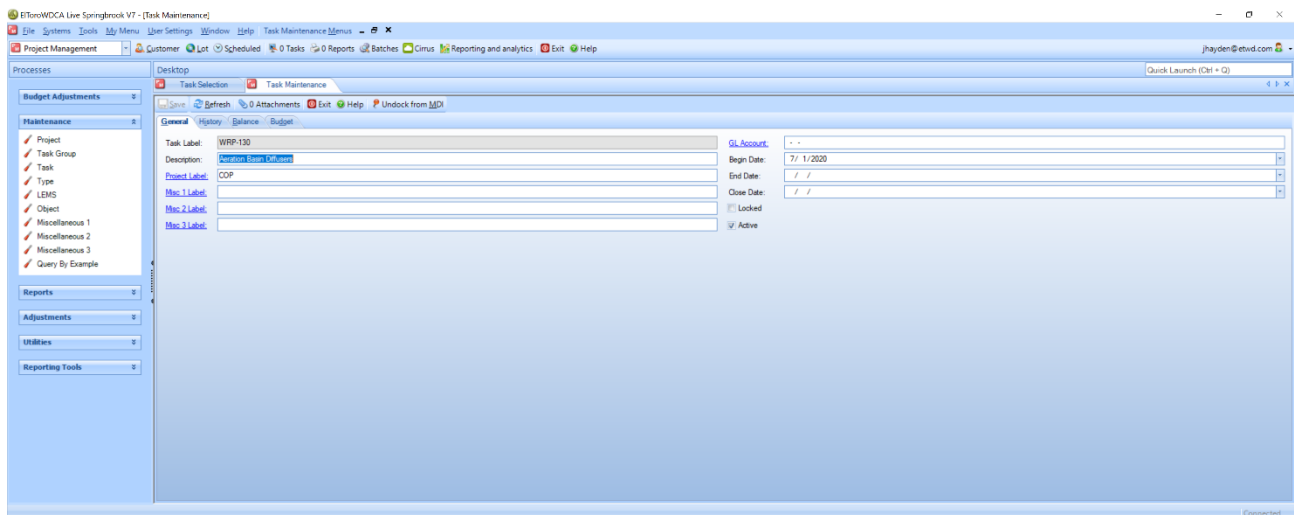 ElToroWDCA Live Springbrook V7 - [Task Maintenance]
File Systems Tools My Menu User Settings Window Help Task Maintenance Menus
Project Management Customer Lot Scheduled 0 Tasks 0 Reports Batches Cirrus Reporting and analytics Exit Help jhayden@etwd.com
Processes Desktop Quick Launch (Ctrl + Q)
Task Selection Task Maintenance
Budget Adjustments Save Refresh 0 Attachments Exit Help Undock from MDI
Maintenance General History Balance Budget
Project Task Label: WRP-130 GL Account: - -
Task Group Description: Aeration Basin Diffusers Begin Date: 7/ 1/2020
Task Project Label: COP End Date: / /
Type Misc 1 Label: Close Date: / /
LEMS
Object Misc 2 Label: Locked
Miscellaneous 1 Misc 3 Label: Active
Miscellaneous 2
Miscellaneous 3
Query By Example
Reports
Adjustments
Utilities
Reporting Tools
Connected